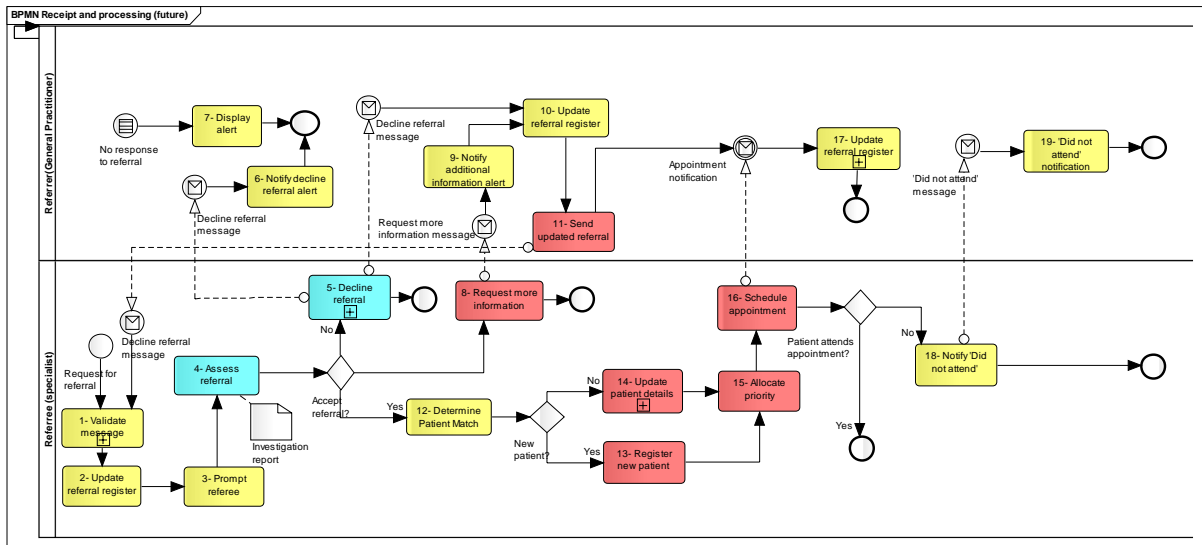 BPMN Receipt and processing (future)
Referrer(General Practitioner)
7- Display
alert
No response
to referral
6- Notify decline
referral alert
Decline referral
message
Decline referral
message
10- Update
referral register
9- Notify
additional
information alert
Request more
information message
11- Send
updated referral
Appointment
notification
17- Update
referral register
'Did not
attend'
message
19- 'Did not
attend'
notification
Referee (specialist)
Decline referral
message
Request for
referral
1- Validate
message
2- Update
referral register
3- Prompt
referee
4- Assess
referral
Investigation
report
5- Decline
referral
No
Accept
referral?
Yes
8- Request more
information
12- Determine
Patient Match
New
patient?
No
14- Update
patient details
Yes
13- Register
new patient
15- Allocate
priority
16- Schedule
appointment
Patient attends
appointment?
No
Yes
18- Notify 'Did
not attend'